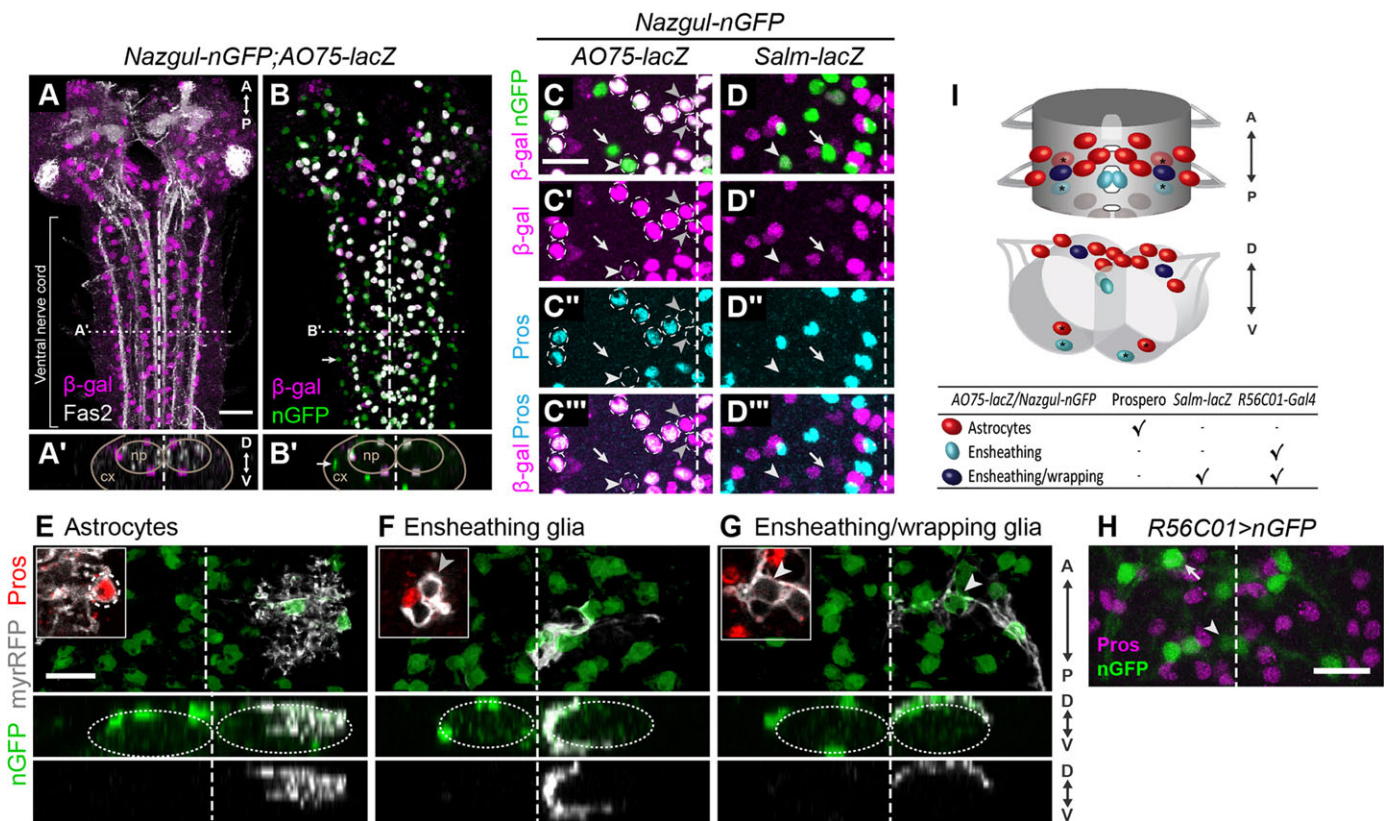 Nazgul-nGFP;AO75-lacZ
A
A
P
Ventral nerve cord
A'
β-gal
Fas2
A'
np
cx
D
V
B
B'
β-gal
nGFP
B'
np
cx
Nazgul-nGFP
AO75-lacZ
Salm-lacZ
β-gal nGFP
C
D
β-gal
C'
D'
Pros
C''
D''
β-gal Pros
C'''
D'''
I
A
P
D
V
AO75-lacZ/Nazgul-nGFP Prospero Salm-lacZ R56C01-Gal4
Astrocytes ✓ - -
Ensheathing - - ✓
Ensheathing/wrapping - ✓ ✓
nGFP myrRFP Pros
E Astrocytes
F Ensheathing glia
G Ensheathing/wrapping glia
A
P
D
V
D
V
H R56C01>nGFP
Pros
nGFP